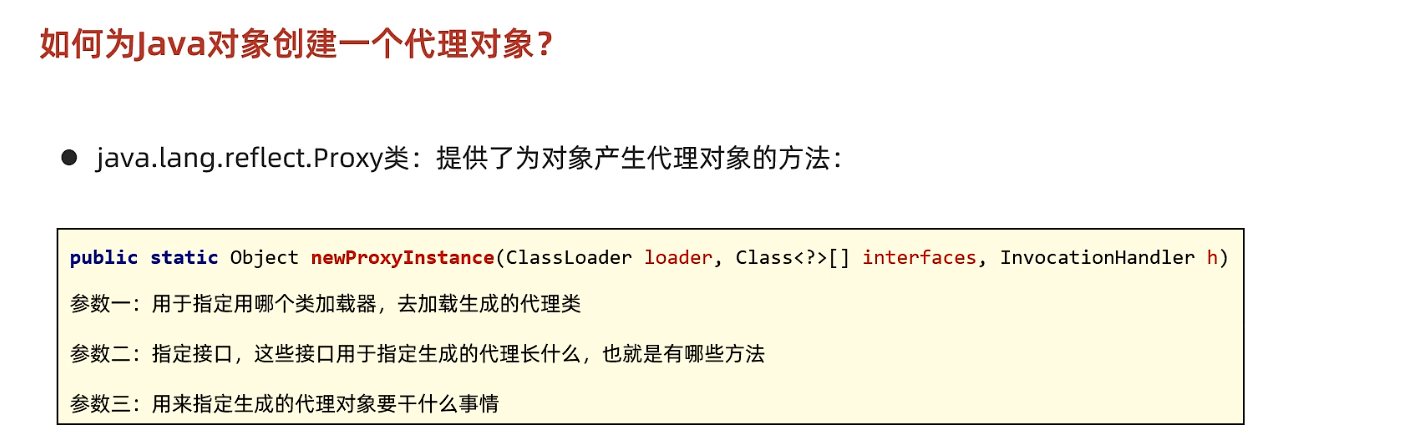 如何为Java对象创建一个代理对象？
● java.lang.reflect.Proxy类：提供了为对象产生代理对象的方法：
public static Object newProxyInstance(ClassLoader loader, Class<?>[] interfaces, InvocationHandler h)
参数一：用于指定用哪个类加载器，去加载生成的代理类
参数二：指定接口，这些接口用于指定生成的代理长什么，也就是有哪些方法
参数三：用来指定生成的代理对象要干什么事情